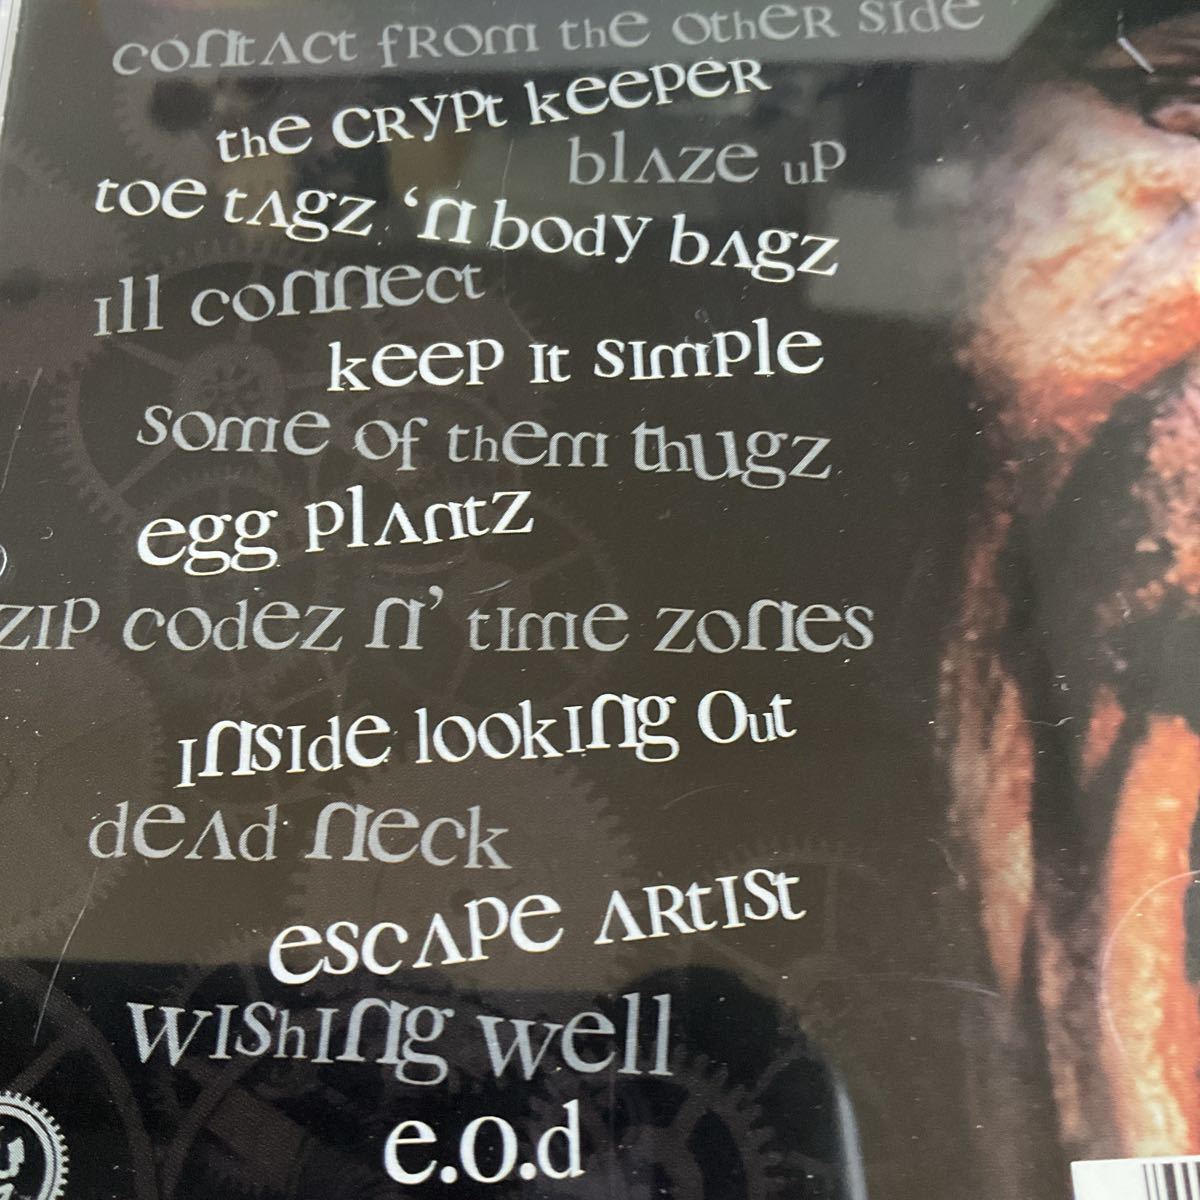 contact from the other side
the crypt keeper
blaze up
toe tagz ‘n body bagz
ill connect
keep it simple
some of them thugz
egg plantz
zip codez n’ time zones
inside looking out
dead neck
escape artist
wishing well
e.o.d